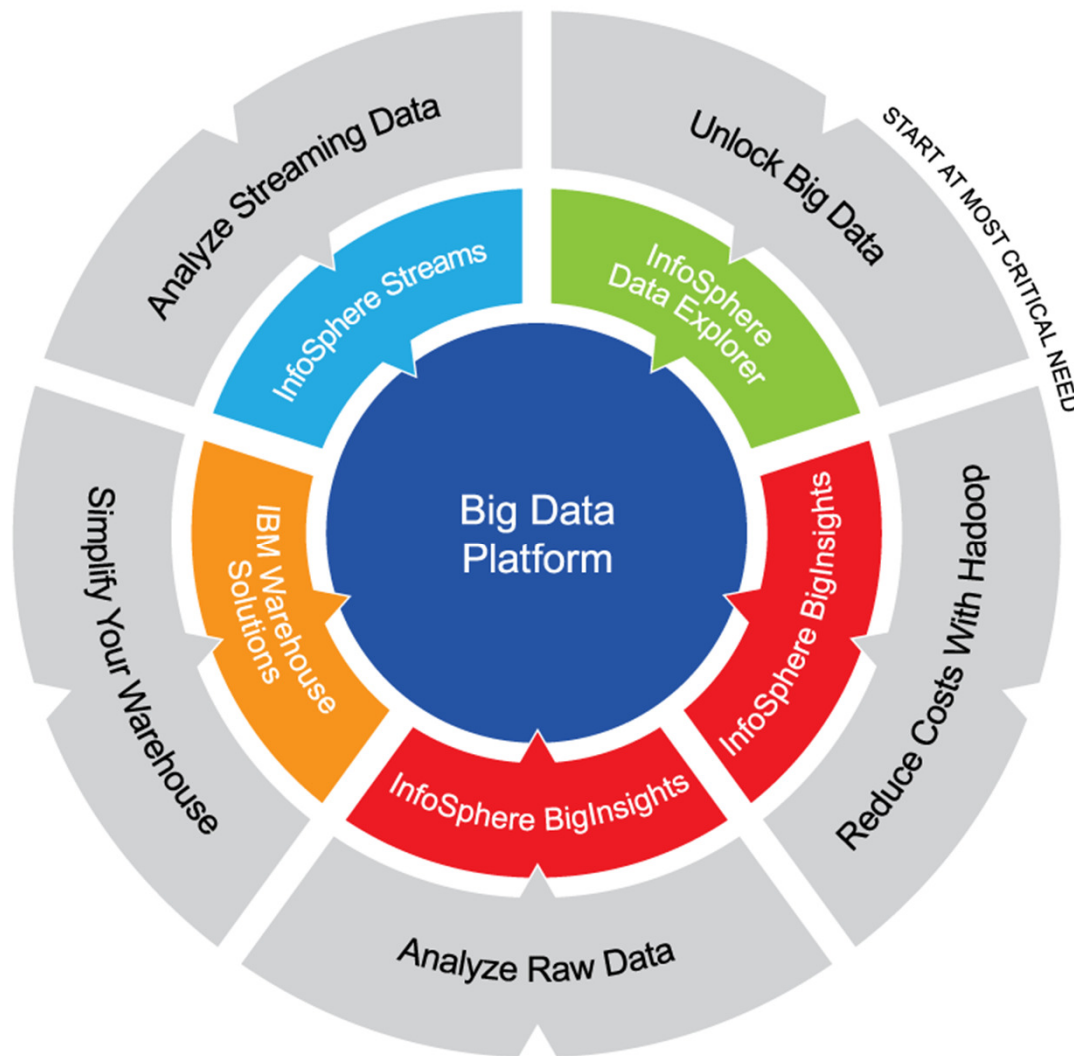 Analyze Streaming Data
Unlock Big Data
START AT MOST CRITICAL NEED
InfoSphere Streams
InfoSphere
Data Explorer
Big Data
Platform
IBM Warehouse
Solutions
InfoSphere BigInsights
Simplify Your Warehouse
Reduce Costs With Hadoop
InfoSphere BigInsights
Analyze Raw Data